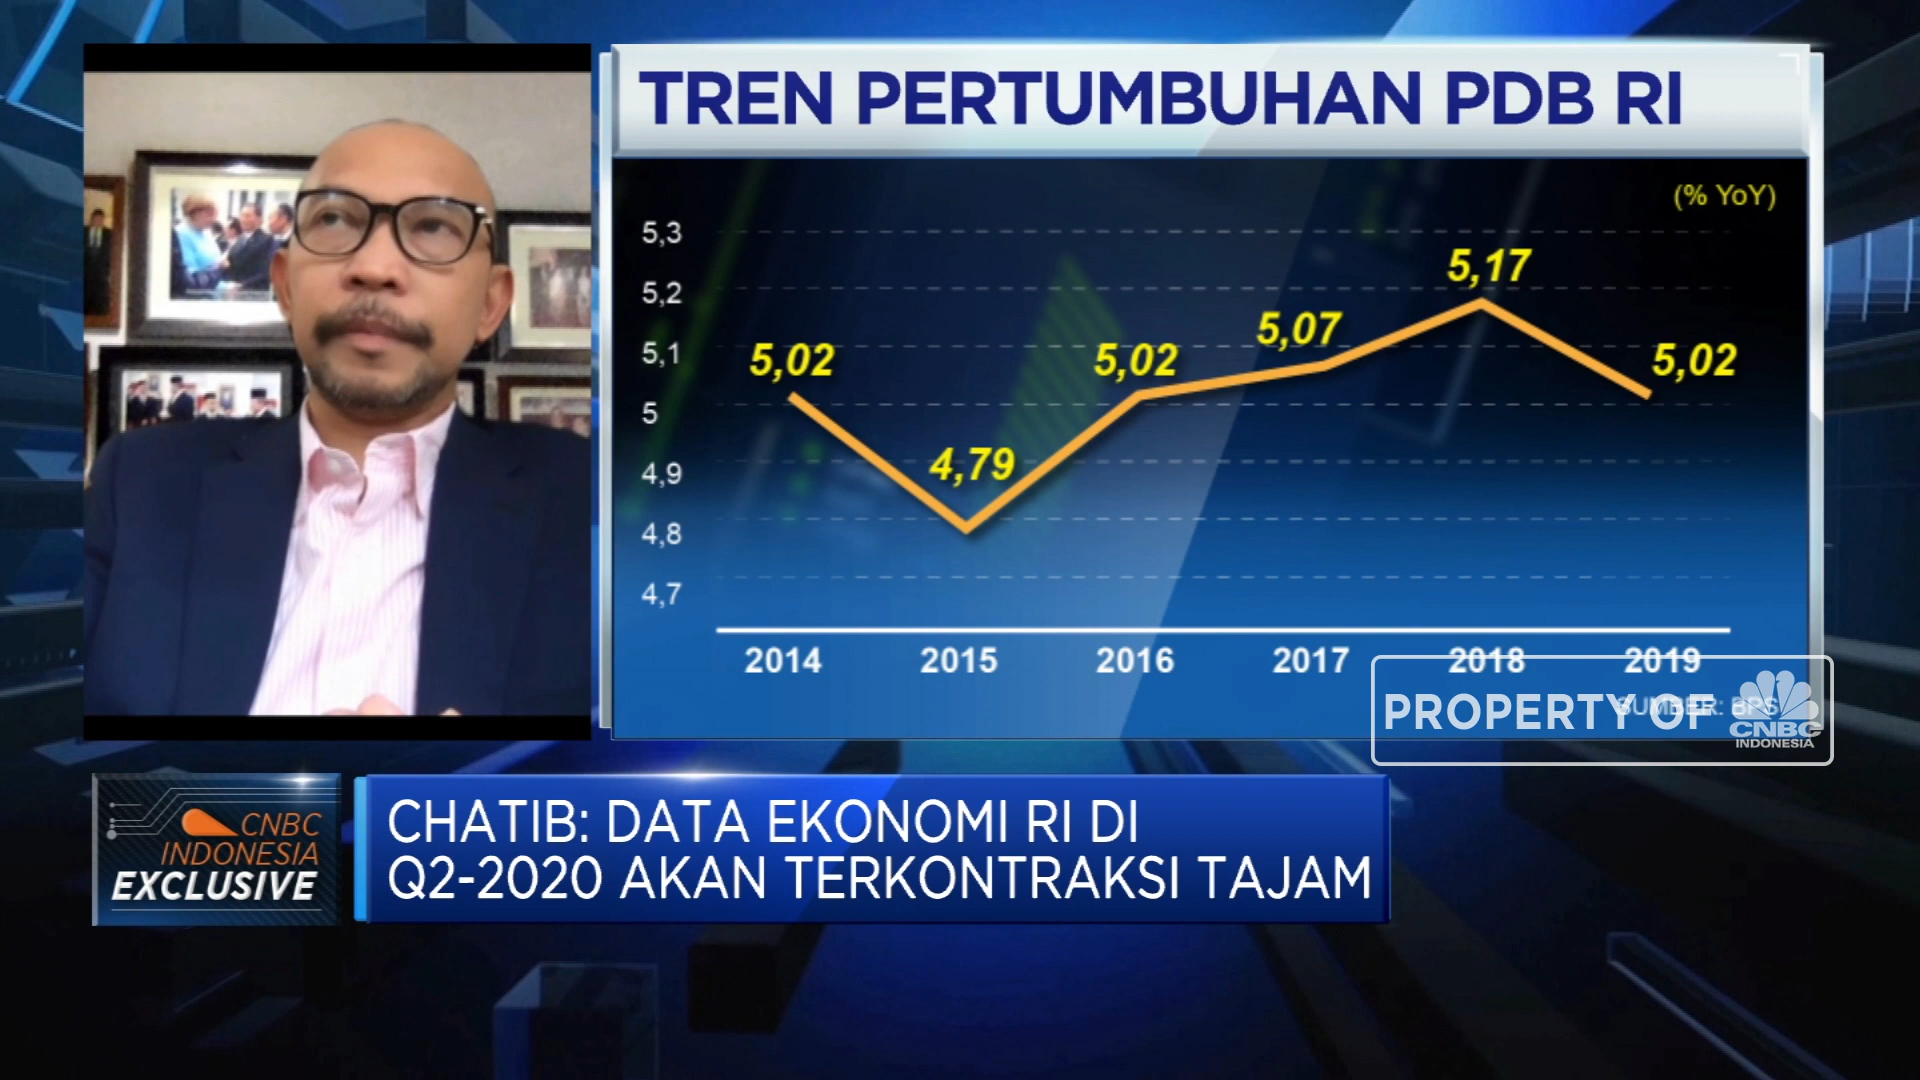 TREN PERTUMBUHAN PDB RI
(% YoY)
5,3
5,2
5,1
5
4,9
4,8
4,7
5,02
4,79
5,02
5,07
5,17
5,02
2014 2015 2016 2017 2018 2019
SUMBER: BPS
PROPERTY OF CNBC
INDONESIA
CNBC
INDONESIA
EXCLUSIVE
CHATIB: DATA EKONOMI RI DI
Q2-2020 AKAN TERKONTRAKSI TAJAM